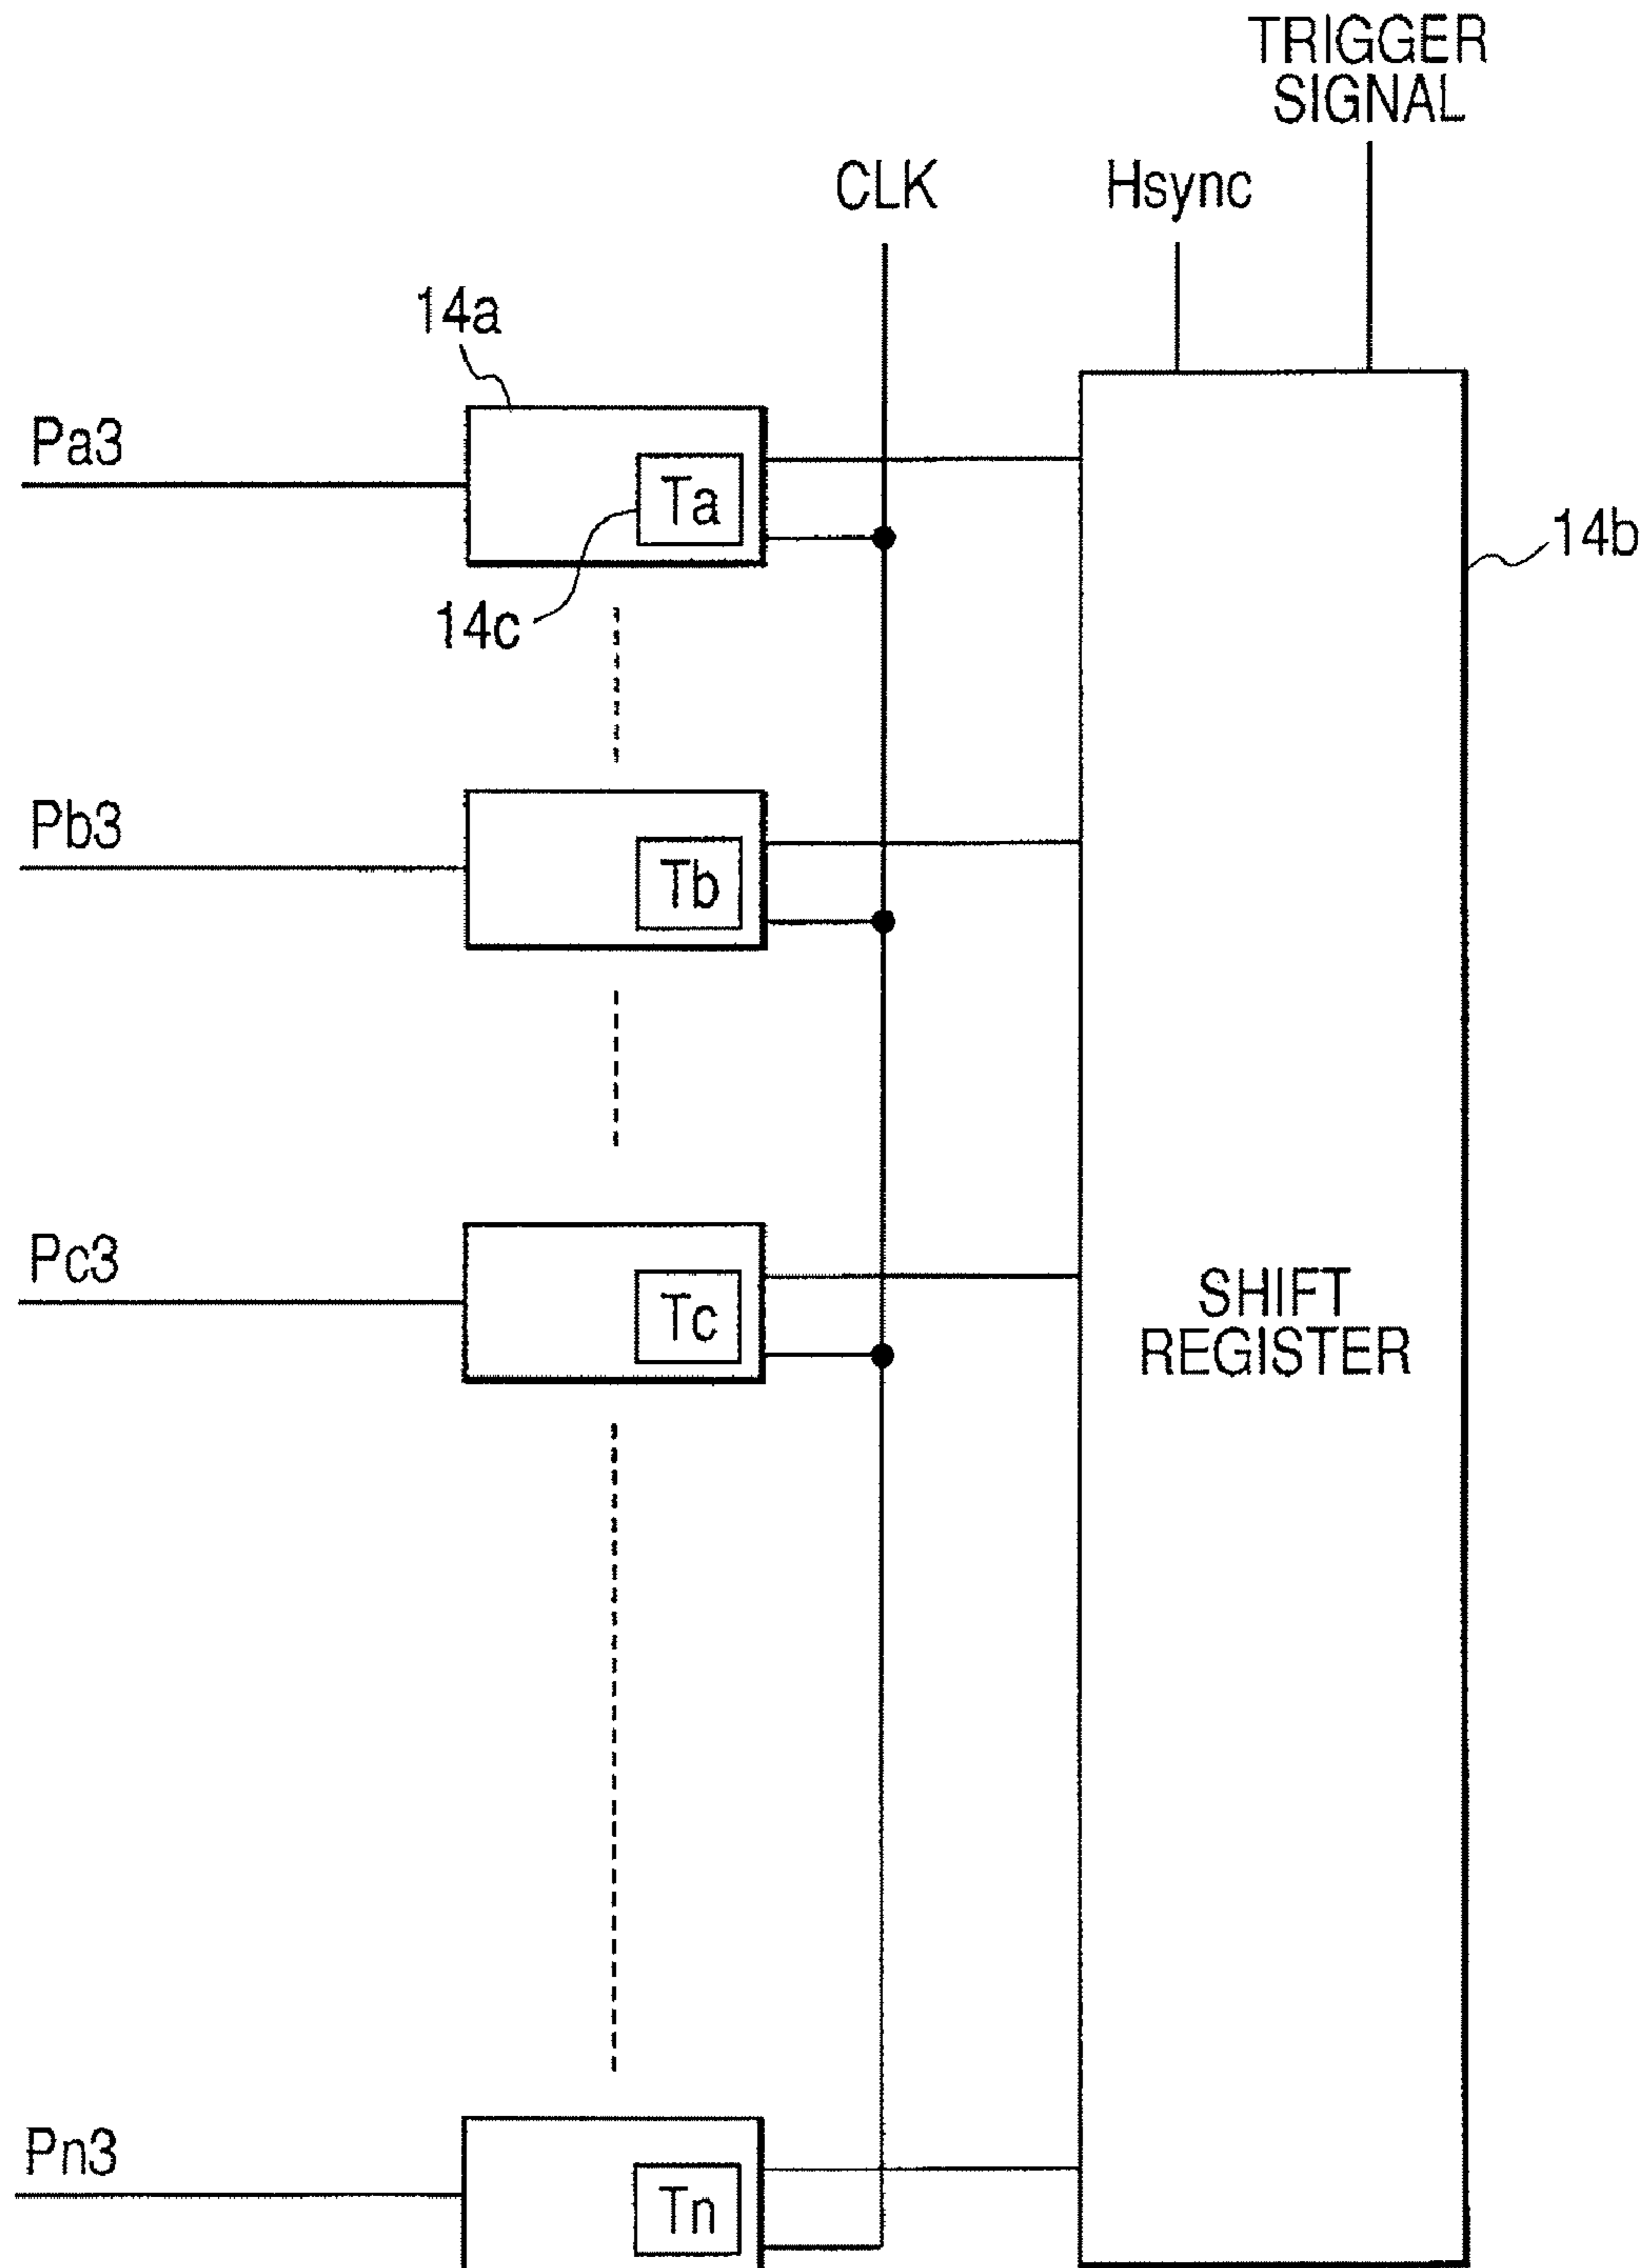 TRIGGER
SIGNAL
CLK
Hsync
14a
Pa3
Ta
14b
14c
Pb3
Tb
Pc3
Tc
SHIFT
REGISTER
Pn3
Tn